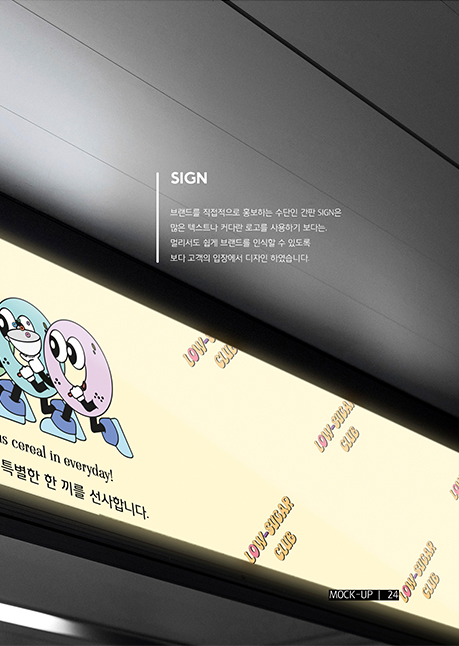 SIGN
브랜드를 직접적으로 홍보하는 수단인 간판 SIGN은
많은 텍스트나 커다란 로고를 사용하기 보다는,
멀리서도 쉽게 브랜드를 인식할 수 있도록
보다 고객의 입장에서 디자인 하였습니다.
LOW-SUGAR
CLUB
LOW-SUGAR
CLUB
us cereal in everyday!
특별한 한 끼를 선사합니다.
LOW-SUGAR
CLUB
LOW-SUGAR
CLUB
MOCK-UP | 24